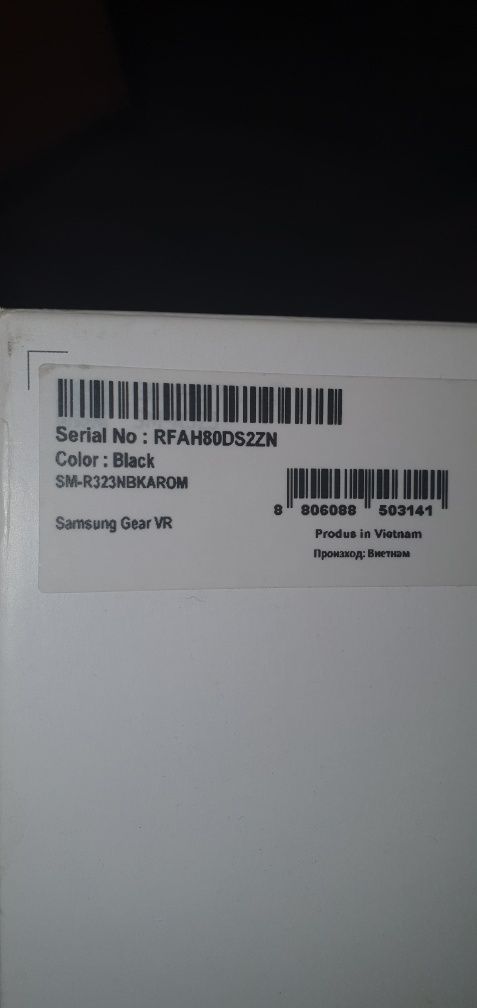 Serial No : RFAH80DS2ZN
Color : Black
SM-R323NBKAROM
Samsung Gear VR
8 806088 503141
Produs in Vietnam
Произход: Виетнам